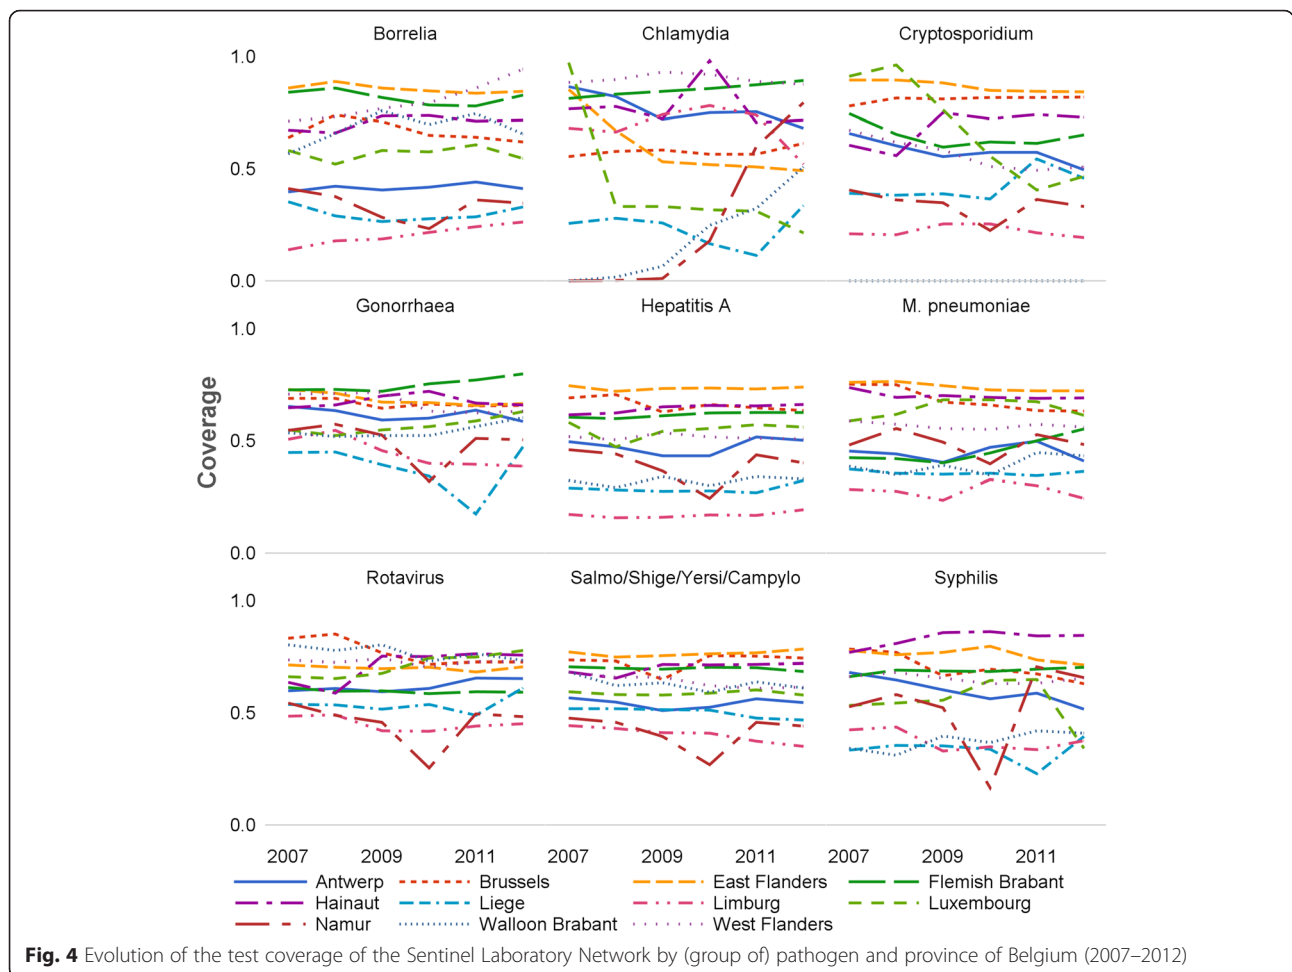 Borrelia Chlamydia Cryptosporidium
1.0
0.5
0.0
Gonorrhaea Hepatitis A M. pneumoniae
1.0
Coverage
0.5
0.0
Rotavirus Salmo/Shige/Yersi/Campylo Syphilis
1.0
0.5
0.0
2007 2009 2011 2007 2009 2011 2007 2009 2011
Antwerp Brussels East Flanders Flemish Brabant
Hainaut Liege Limburg Luxembourg
Namur Walloon Brabant West Flanders
Fig. 4 Evolution of the test coverage of the Sentinel Laboratory Network by (group of) pathogen and province of Belgium (2007–2012)